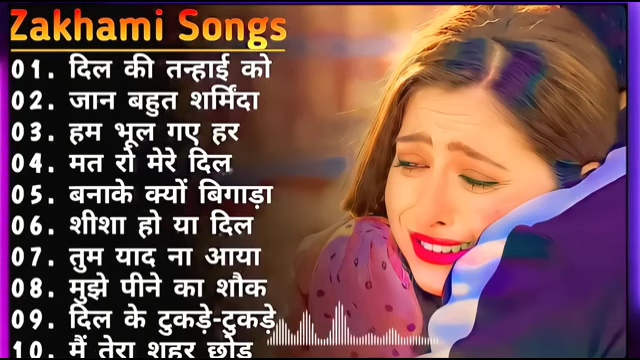 Zakhami Songs
01. दिल की तन्हाई को
02. जान बहुत शर्मिंदा
03. हम भूल गए हर
04. मत रो मेरे दिल
05. बनाके क्यों बिगाड़ा
06. शीशा हो या दिल
07. तुम याद ना आया
08. मुझे पीने का शौक
09. दिल के टुकड़े-टुकड़े
10. मैं तेरा शहर छोड़